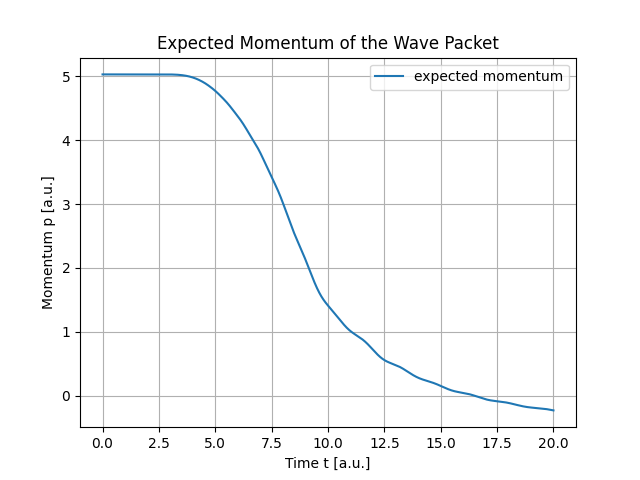 Expected Momentum of the Wave Packet
expected momentum
Momentum p [a.u.]
5
4
3
2
1
0
0.0 2.5 5.0 7.5 10.0 12.5 15.0 17.5 20.0
Time t [a.u.]